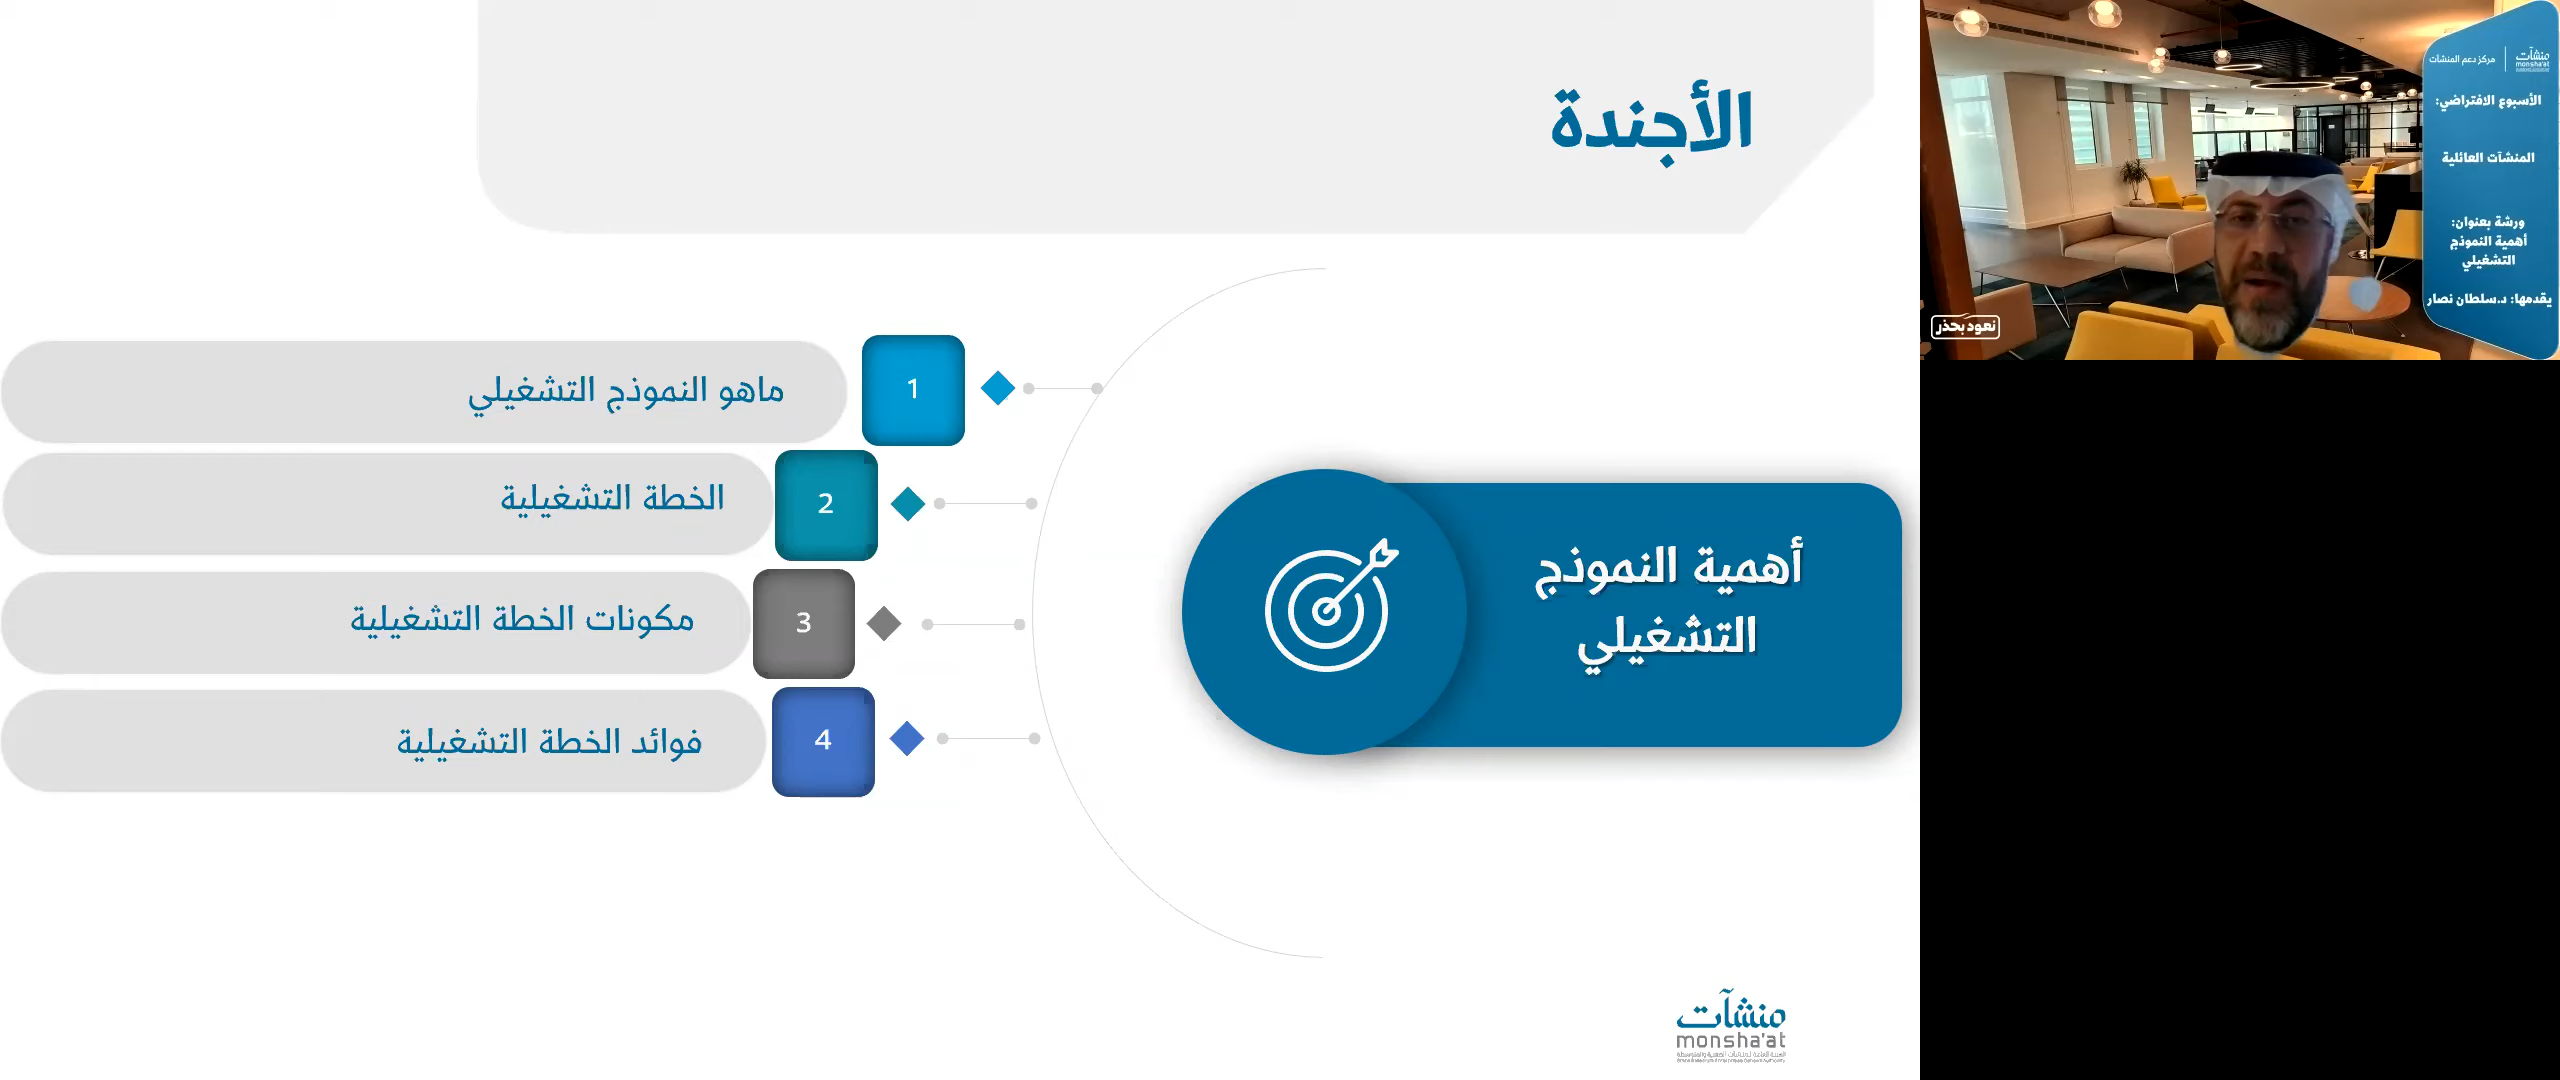 الأجندة
أهمية النموذج
التشغيلي
1
ماهو النموذج التشغيلي
2
الخطة التشغيلية
3
مكونات الخطة التشغيلية
4
فوائد الخطة التشغيلية
منشآت
monsha'at
منشآت
monsha'at
مركز دعم المنشآت
الأسبوع الافتراضي:
المنشآت العائلية
ورشة بعنوان:
أهمية النموذج
التشغيلي
يقدمها: د.سلطان نصار
نعود بحذر